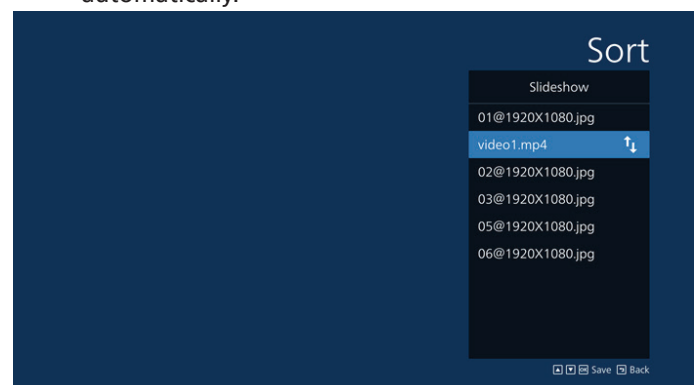 automatically.
Sort
Slideshow
01@1920X1080.jpg
video1.mp4
02@1920X1080.jpg
03@1920X1080.jpg
05@1920X1080.jpg
06@1920X1080.jpg
OK Save Back